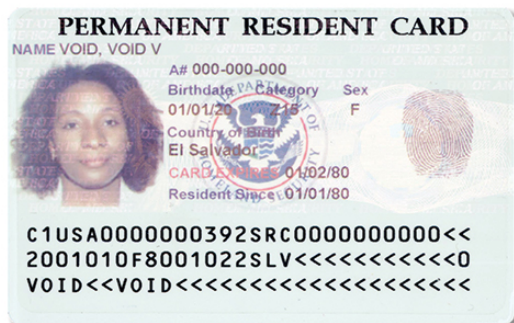 PERMANENT RESIDENT CARD
NAME VOID, VOID V
A# 000-000-000
Birthdate Category Sex
01/01/20 Z16 F
Country of Birth
El Salvador
CARD EXPIRES 01/02/80
Resident Since 01/01/80
C1USA0000000392SRC0000000000<<
2001010F8001022SLV<<<<<<<<<<<0
VOID<<VOID<<<<<<<<<<<<<<<<<<<<